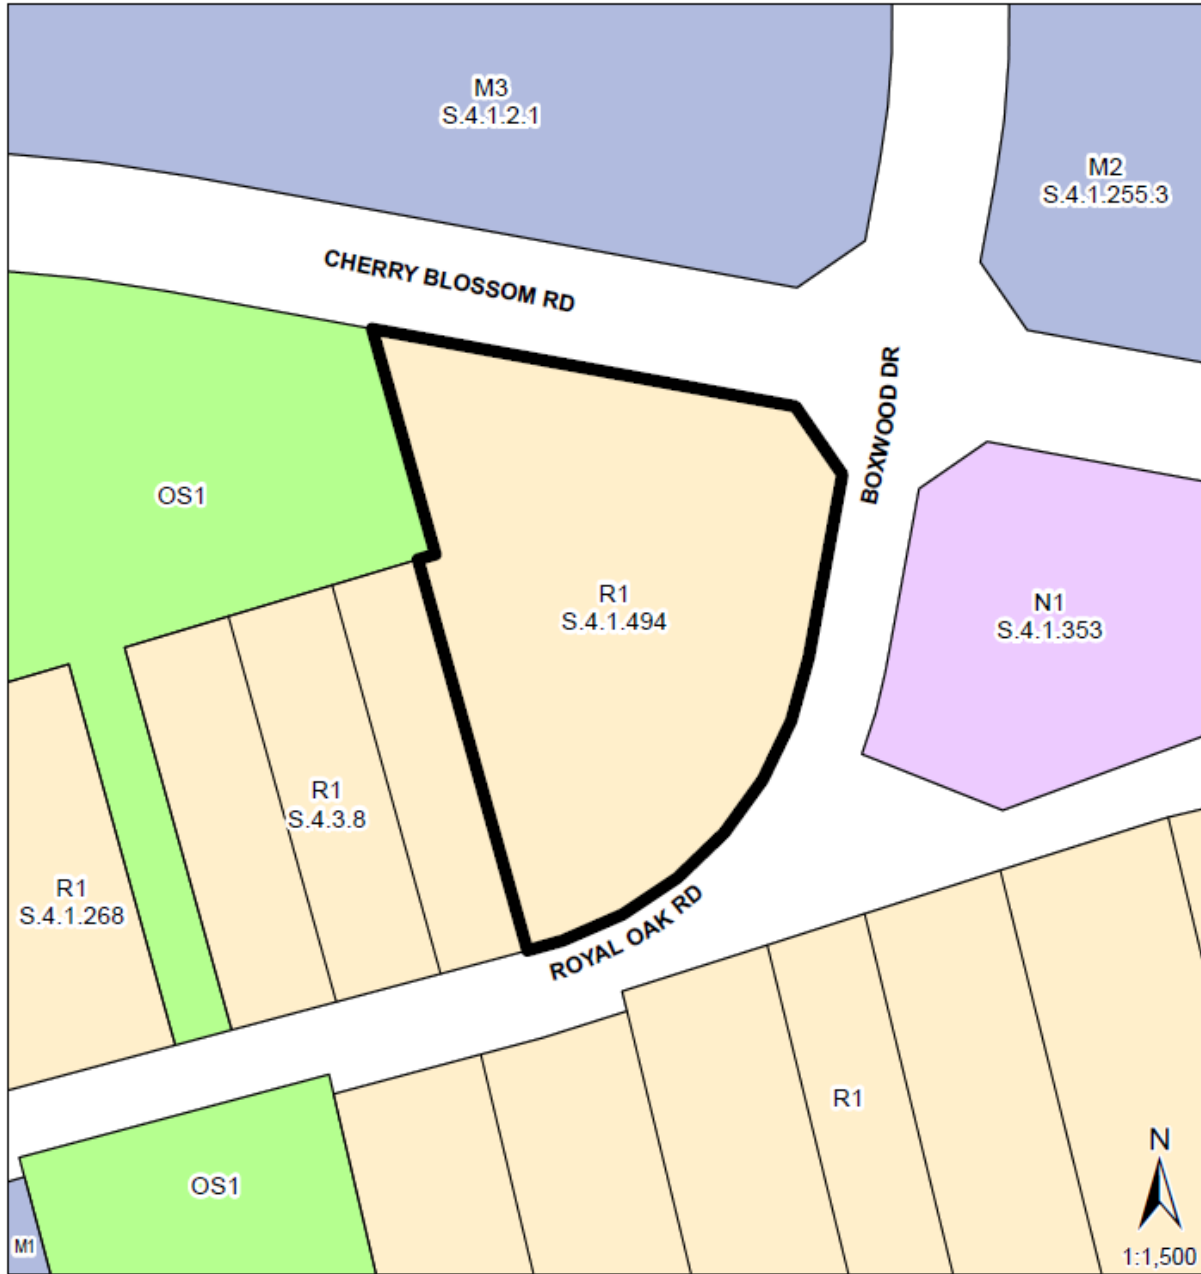 M3
S.4.1.2.1
M2
S.4.1.255.3
CHERRY BLOSSOM RD
BOXWOOD DR
OS1
R1
S.4.1.494
N1
S.4.1.353
R1
S.4.3.8
R1
S.4.1.268
ROYAL OAK RD
R1
OS1
M1
N
1:1,500